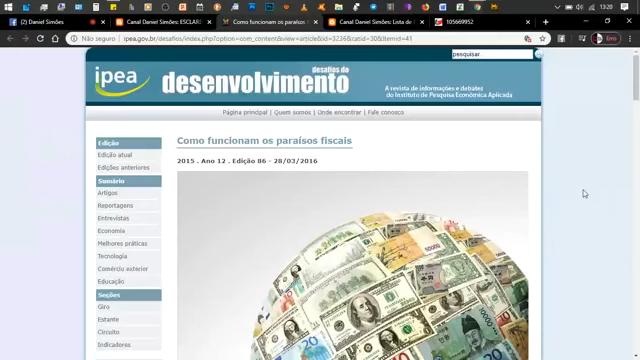 13:20
(2) Daniel Simões
Canal Daniel Simões: ESCLARE
Como funcionam os paraísos f
Canal Daniel Simões: Lista de
105669952
Não seguro
ipea.gov.br/desafios/index.php?option=com_content&view=article&id=3236&catid=30&Itemid=41
Erro
pesquisar
ipea
desafios do
desenvolvimento
A revista de informações e debates
do Instituto de Pesquisa Econômica Aplicada
Página principal | Quem somos | Onde encontrar | Fale conosco
Edição
Edição atual
Edições anteriores
Sumário
Artigos
Reportagens
Entrevistas
Economia
Melhores práticas
Tecnologia
Comércio exterior
Educação
Seções
Giro
Estante
Circuito
Indicadores
Como funcionam os paraísos fiscais
2015 . Ano 12 . Edição 86 - 28/03/2016